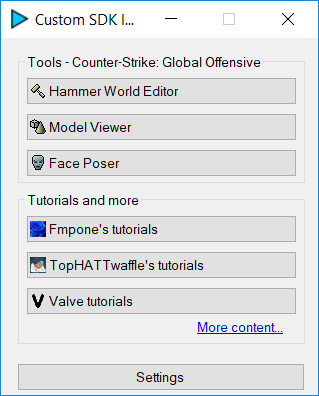 Custom SDK l...
Tools - Counter-Strike: Global Offensive
Hammer World Editor
Model Viewer
Face Poser
Tutorials and more
Fmpone's tutorials
TopHATTwaffle's tutorials
Valve tutorials
More content...
Settings